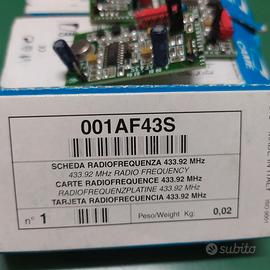 CAME
001AF43S
SCHEDA RADIOFREQUENZA 433.92 MHz
433.92 MHz RADIO FREQUENCY
CARTE RADIOFREQUENCE 433.92 MHz
RADIOFREQUENZPLATINE 433.92 MHz
TARJETA RADIOFRECUENCIA 433.92 MHz
n° 1 Peso/Weight Kg: 0,02
subito